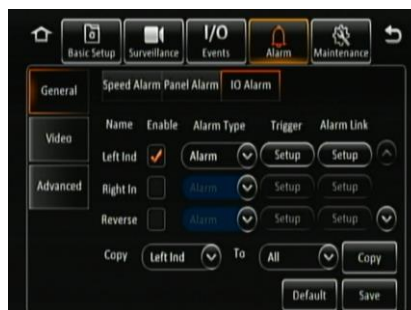 Basic Setup Surveillance I/O Events Alarm Maintenance
General Speed Alarm Panel Alarm IO Alarm
Video Name Enable Alarm Type Trigger Alarm Link
Left Ind Alarm Setup Setup
Advanced Right In Alarm Setup Setup
Reverse Alarm Setup Setup
Copy Left Ind To All Copy
Default Save